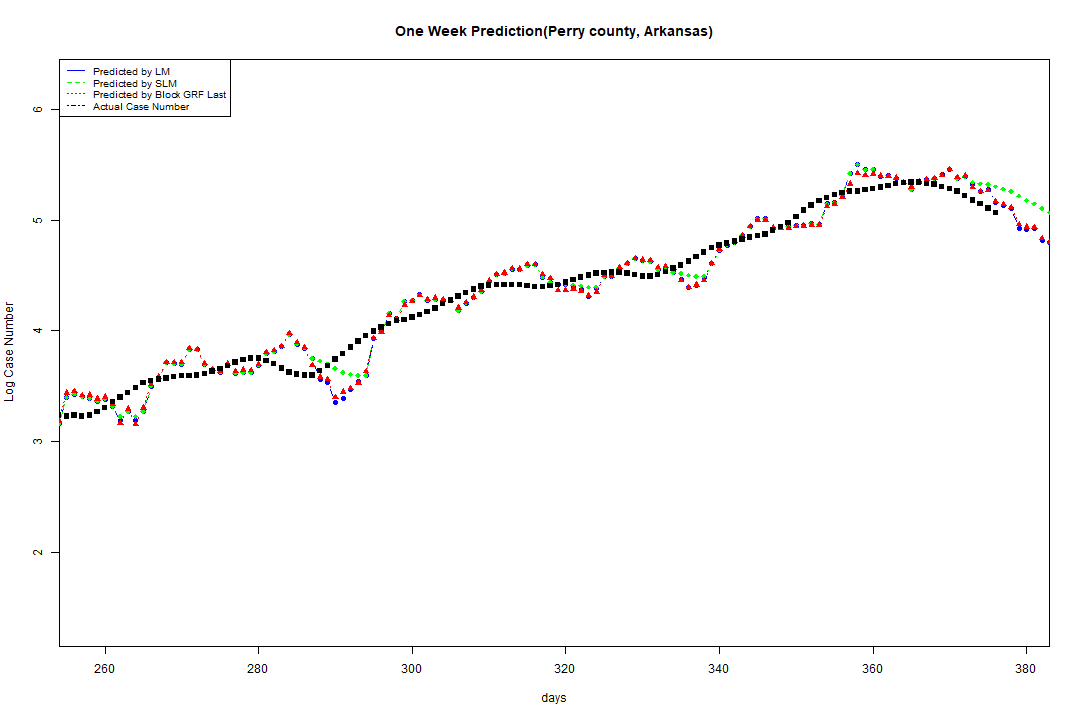 One Week Prediction(Perry county, Arkansas)
Predicted by LM
Predicted by SLM
Predicted by Block GRF Last
Actual Case Number
6
5
4
3
2
Log Case Number
260 280 300 320 340 360 380
days